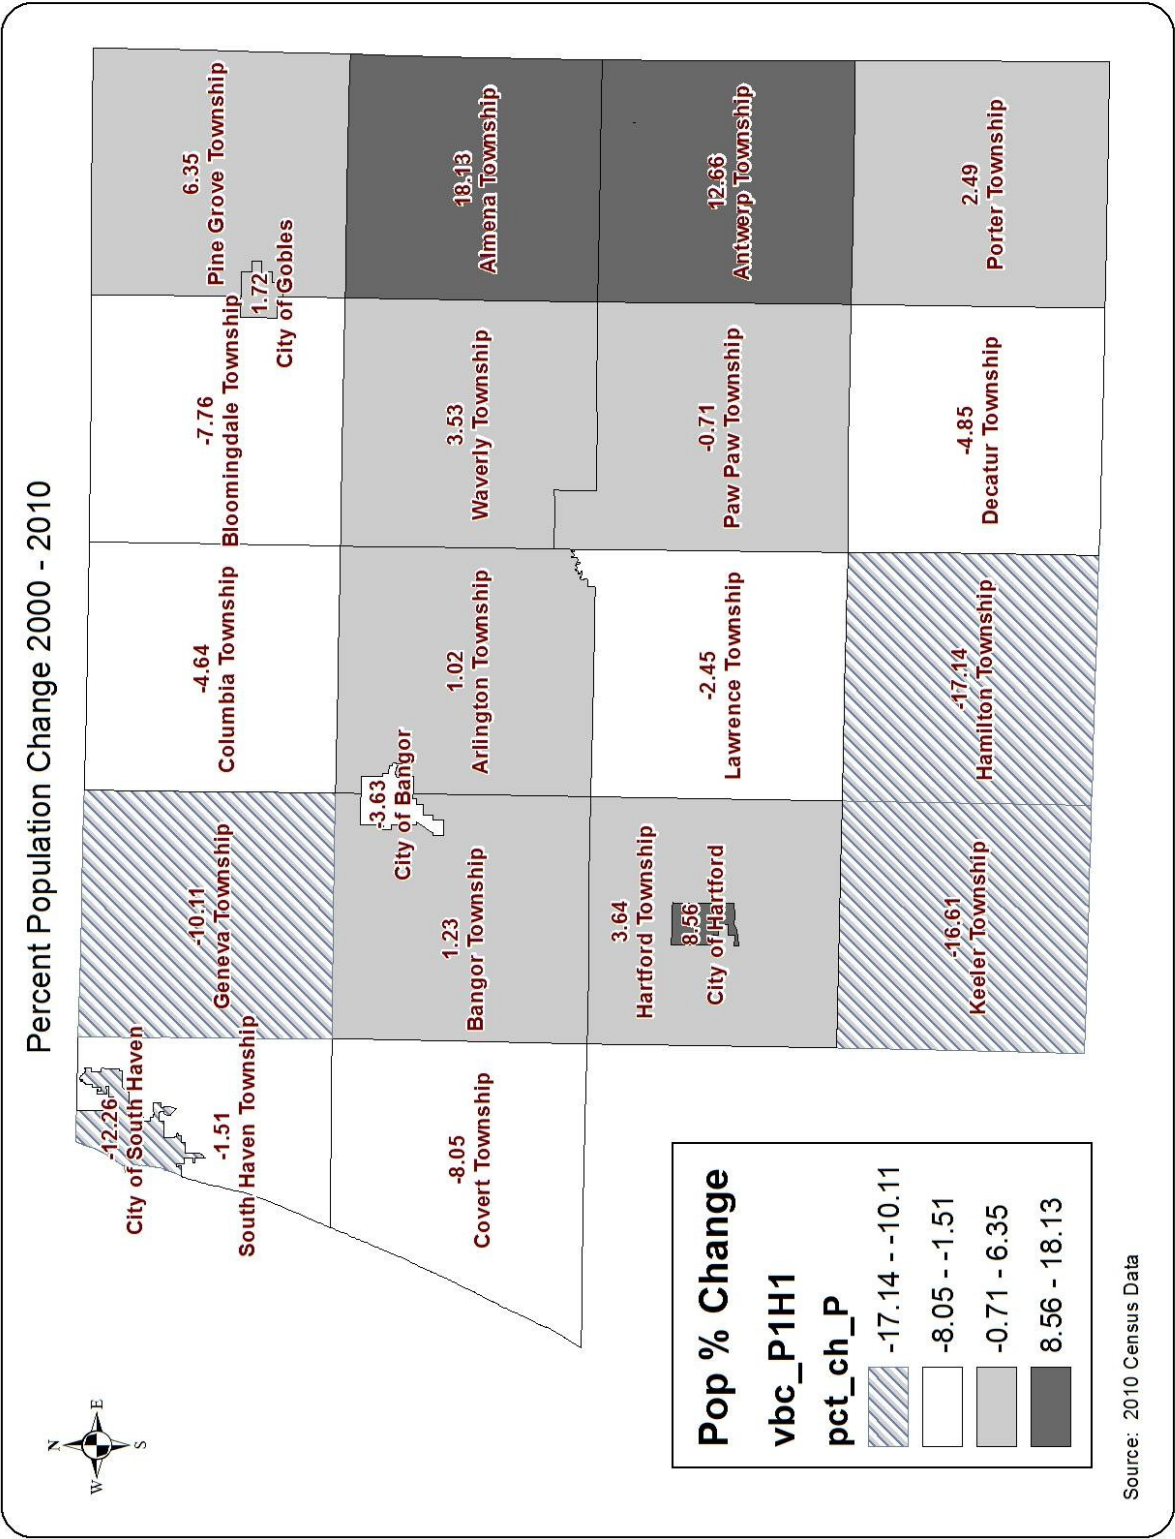 Percent Population Change 2000 - 2010
N
W
E
S
-12.26
City of South Haven
-1.51
South Haven Township
-10.11
Geneva Township
-4.64
Columbia Township
-7.76
Bloomingdale Township
6.35
Pine Grove Township
1.72
City of Gobles
-8.05
Covert Township
1.23
Bangor Township
-3.63
City of Bangor
1.02
Arlington Township
3.53
Waverly Township
18.13
Almena Township
3.64
Hartford Township
8.56
City of Hartford
-2.45
Lawrence Township
-0.71
Paw Paw Township
12.66
Antwerp Township
-16.61
Keeler Township
-17.14
Hamilton Township
-4.85
Decatur Township
2.49
Porter Township
Pop % Change
vbc_P1H1
pct_ch_P
-17.14 - -10.11
-8.05 - -1.51
-0.71 - 6.35
8.56 - 18.13
Source: 2010 Census Data